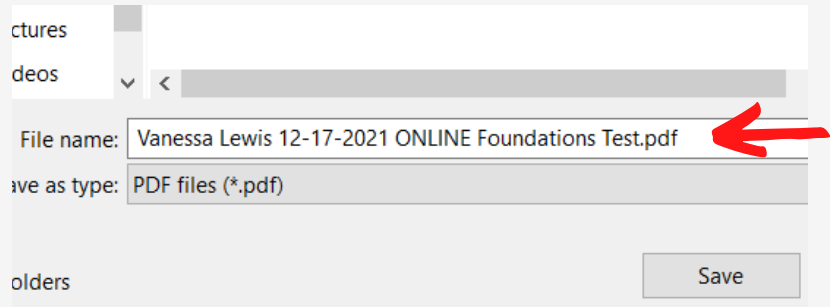 ctures
deos
File name: Vanessa Lewis 12-17-2021 ONLINE Foundations Test.pdf
ave as type: PDF files (*.pdf)
olders
Save